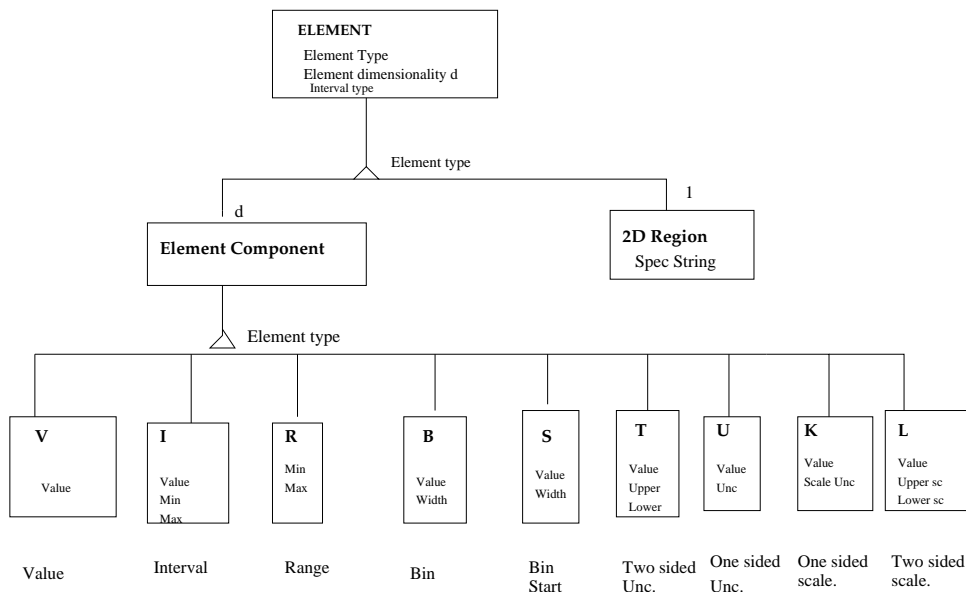 ELEMENT
Element Type
Element dimensionality d
Interval type
Element type
d
1
Element Component
2D Region
Spec String
Element type
V
Value
I
Value
Min
Max
R
Min
Max
B
Value
Width
S
Value
Width
T
Value
Upper
Lower
U
Value
Unc
K
Value
Scale Unc
L
Value
Upper sc
Lower sc
Value
Interval
Range
Bin
Bin
Start
Two sided
Unc.
One sided
Unc.
One sided
scale.
Two sided
scale.